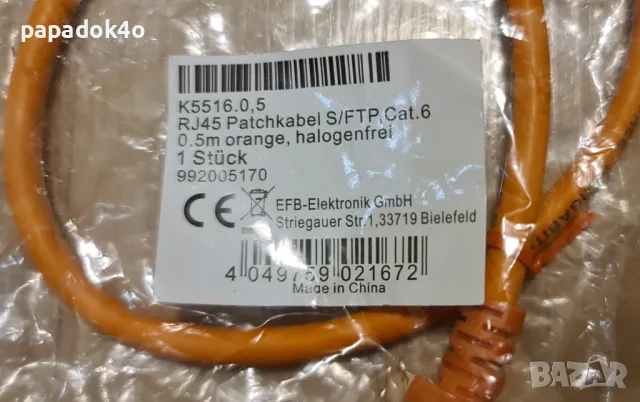 papadok4o
K5516.0,5
RJ45 Patchkabel S/FTP,Cat.6
0.5m orange, halogenfrei
1 Stück
992005170
CE
EFB-Elektronik GmbH
Striegauer Str.1,33719 Bielefeld
4 049759 021672
Made in China
bazar